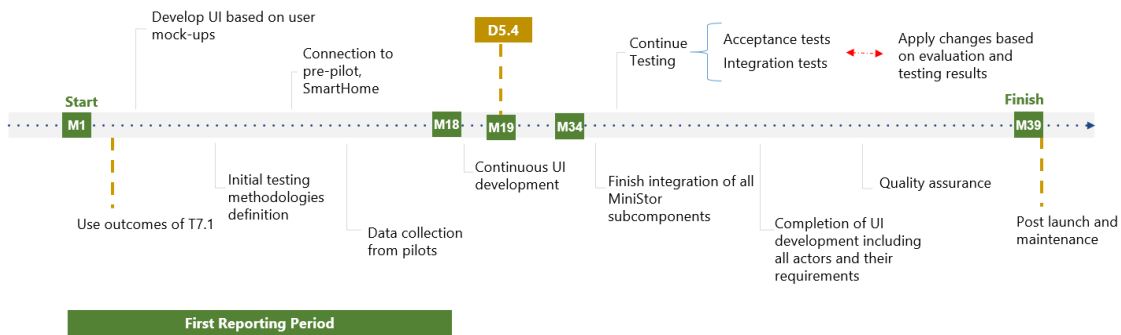 Develop UI based on user
mock-ups
Connection to
pre-pilot,
SmartHome
D5.4
Continue
Testing
Acceptance tests
Integration tests
Apply changes based
on evaluation and
testing results
Start
Finish
M1
M18
M19
M34
M39
Use outcomes of T7.1
Initial testing
methodologies
definition
Data collection
from pilots
Continuous UI
development
Finish integration of all
MiniStor
subcomponents
Completion of UI
development including
all actors and their
requirements
Quality assurance
Post launch and
maintenance
First Reporting Period